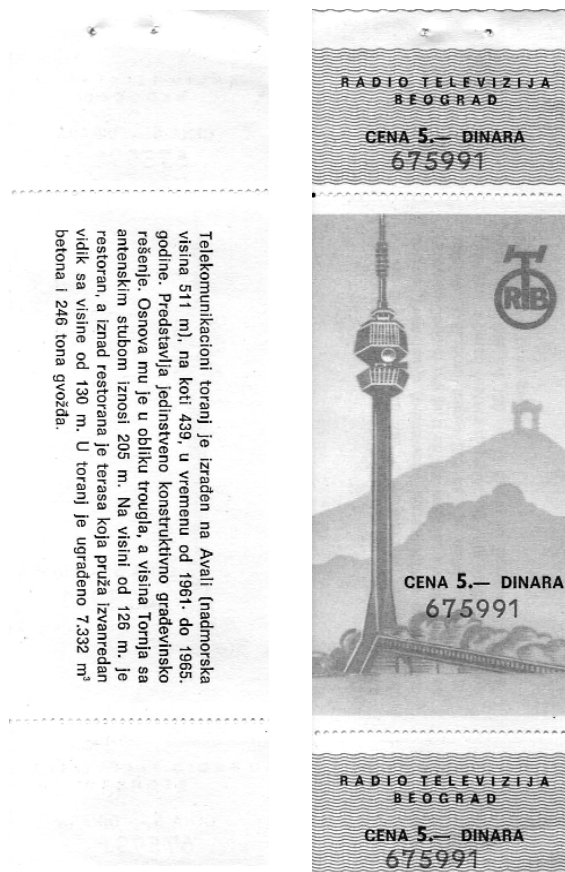 Telekomunikacioni toranj je izrađen na Avali (nadmorska
visina 511 m), na koti 439, u vremenu od 1961· do 1965.
godine. Predstavlja jedinstveno konstruktivno građevinsko
rešenje. Osnova mu je u obliku trougla, a visina Tornja sa
antenskim stubom iznosi 205 m. Na visini od 126 m. je
restoran, a iznad restorana je terasa koja pruža izvanredan
vidik sa visine od 130 m. U toranj je ugrađeno 7.332 m³
betona i 246 tona gvožđa.
RADIO TELEVIZIJA
BEOGRAD
CENA 5.— DINARA
675991
RTB
CENA 5.— DINARA
675991
RADIO TELEVIZIJA
BEOGRAD
CENA 5.— DINARA
675991